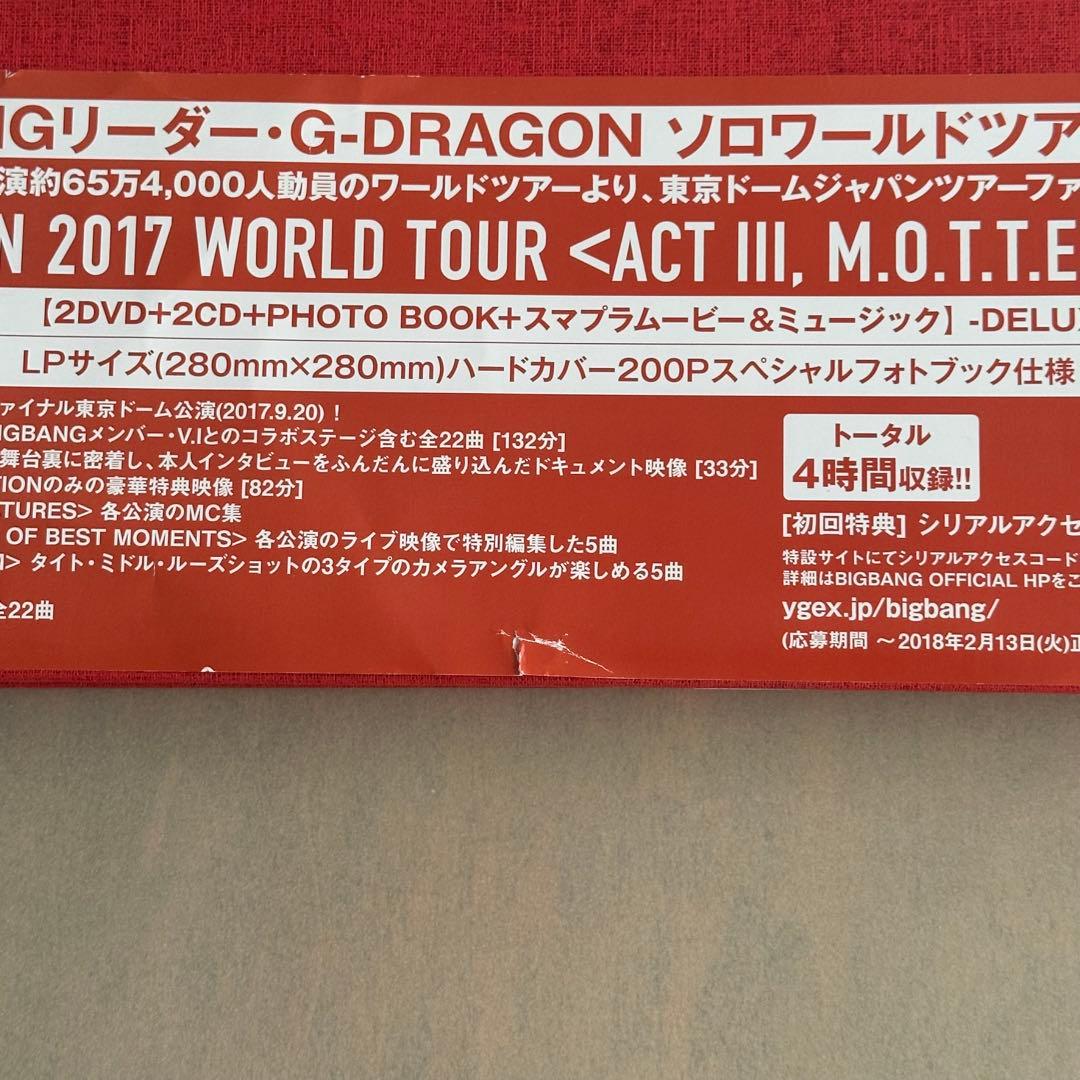 NGリーダー・G-DRAGON ソロワールドツア
演約65万4,000人動員のワールドツアーより、東京ドームジャパンツアーファ
N 2017 WORLD TOUR <ACT III, M.O.T.T.E
【2DVD+2CD+PHOTO BOOK+スマプラムービー&ミュージック】-DELUX
LPサイズ(280mm×280mm)ハードカバー200Pスペシャルフォトブック仕様
ァイナル東京ドーム公演(2017.9.20)！
IGBANGメンバー・V.Iとのコラボステージ含む全22曲 [132分]
舞台裏に密着し、本人インタビューをふんだんに盛り込んだドキュメント映像 [33分]
TIONのみの豪華特典映像 [82分]
TURES> 各公演のMC集
OF BEST MOMENTS> 各公演のライブ映像で特別編集した5曲
N> タイト・ミドル・ルーズショットの3タイプのカメラアングルが楽しめる5曲
全22曲
トータル
4時間収録!!
[初回特典] シリアルアクセ
特設サイトにてシリアルアクセスコード
詳細はBIGBANG OFFICIAL HPをご
ygex.jp/bigbang/
(応募期間 ～2018年2月13日(火)正